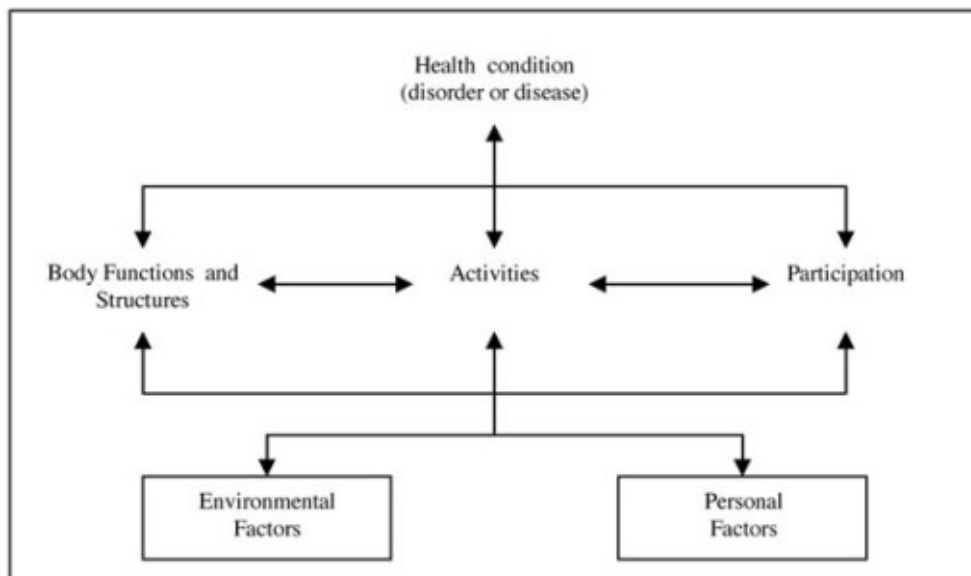 Health condition
(disorder or disease)
Body Functions and
Structures
Activities
Participation
Environmental
Factors
Personal
Factors